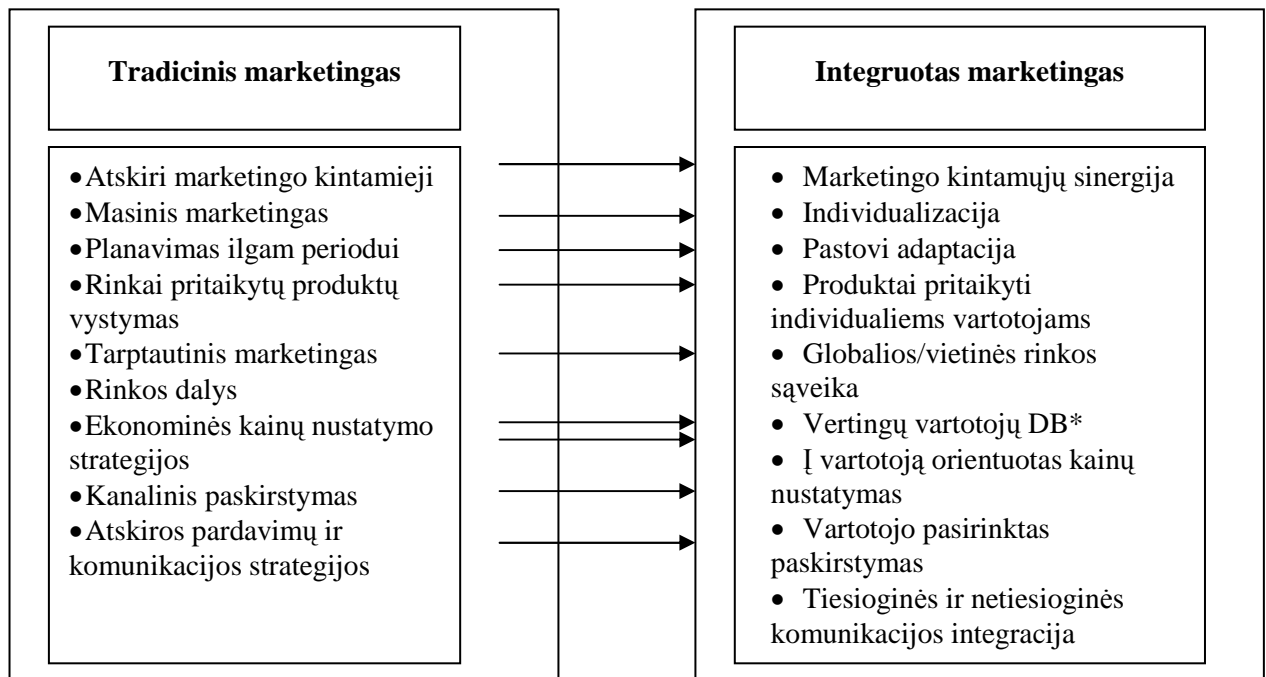 Tradicinis marketingas
•Atskiri marketingo kintamieji
•Masinis marketingas
•Planavimas ilgam periodui
•Rinkai pritaikytų produktų
vystymas
•Tarptautinis marketingas
•Rinkos dalys
•Ekonominės kainų nustatymo
strategijos
•Kanalinis paskirstymas
•Atskiros pardavimų ir
komunikacijos strategijos
Integruotas marketingas
• Marketingo kintamųjų sinergija
• Individualizacija
• Pastovi adaptacija
• Produktai pritaikyti
individualiems vartotojams
• Globalios/vietinės rinkos
sąveika
• Vertingų vartotojų DB*
• Į vartotoją orientuotas kainų
nustatymas
• Vartotojo pasirinktas
paskirstymas
• Tiesioginės ir netiesioginės
komunikacijos integracija